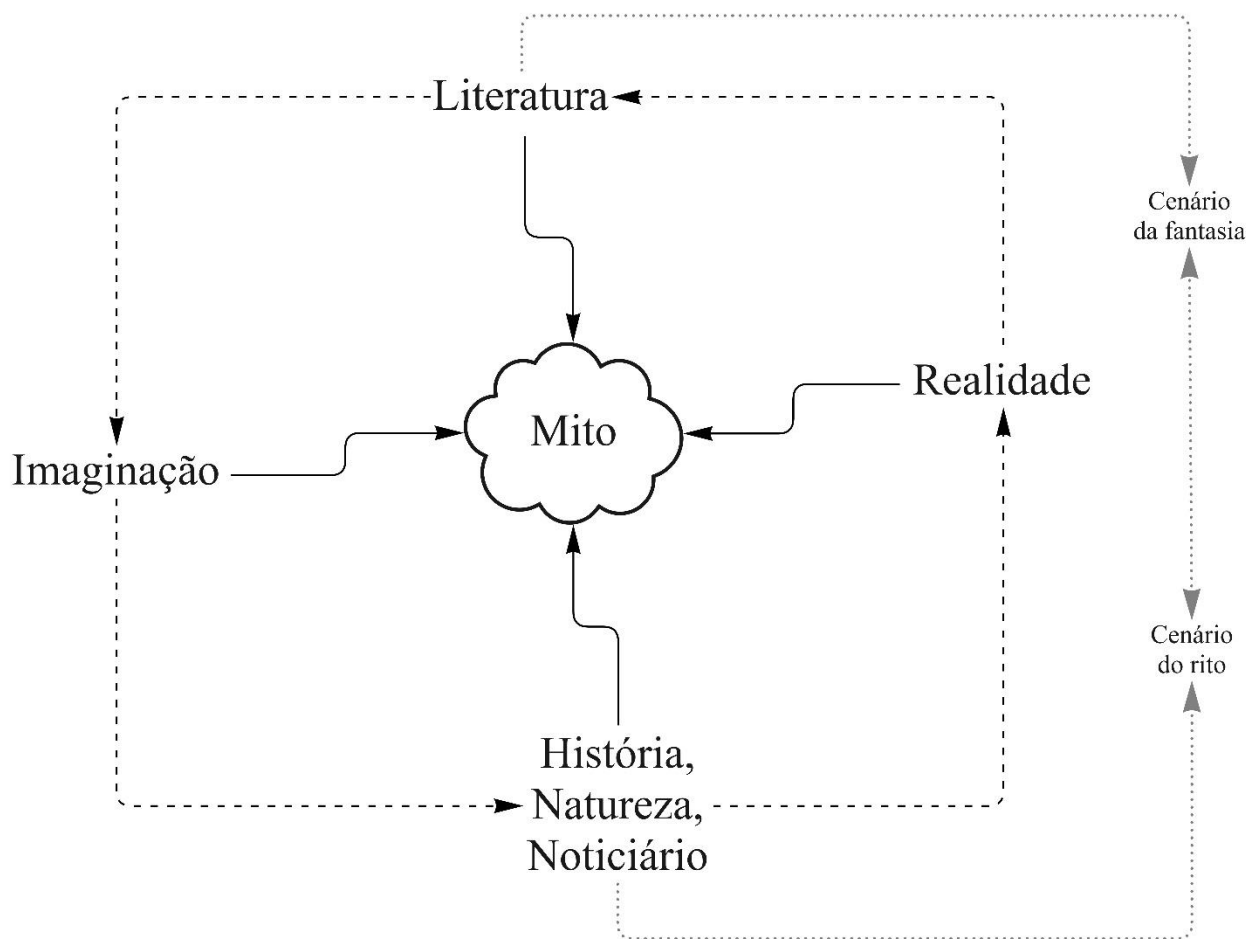 Literatura
Cenário
da fantasia
Realidade
Mito
Imaginação
Cenário
do rito
História,
Natureza,
Noticiário